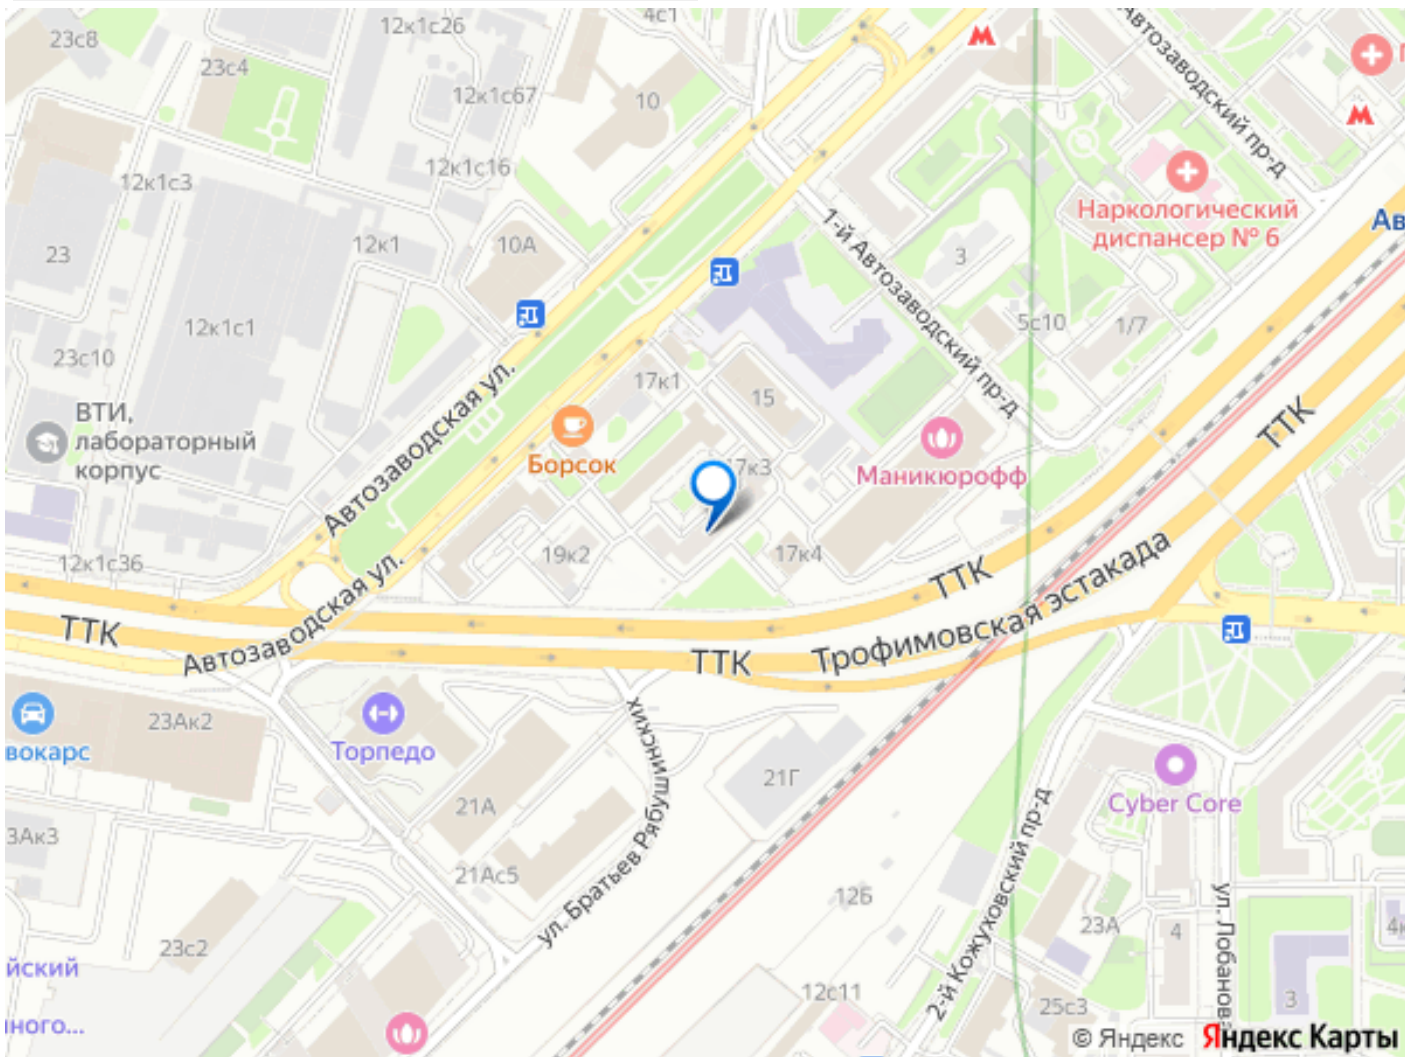 4с1
12к1с26
23с8
23с4
12к1с67
10
12к1с16
12к1с3
Автозаводский пр-д
Наркологический
диспансер № 6
Ав
1-й Автозаводский пр-д
23
12к1
10А
3
12к1с1
5с10
1/7
23с10
17к1
15
Автозаводская ул.
ТТК
ВТИ,
лабораторный
корпус
Борсок
17к3
Маникюрофф
12к1с36
19к2
17к4
ТТК
Трофимовская эстакада
ТТК
Автозаводская ул.
ТТК
23Ак2
вокарс
Торпедо
ул. Братьев Рябушинских
21Г
21А
Cyber Core
3Ак3
21Ас5
2-й Кожуховский пр-д
12б
23А
4
4к
ул. Лобанова
23с2
йский
12с11
25с3
3
ного...
© Яндекс
Яндекс Карты